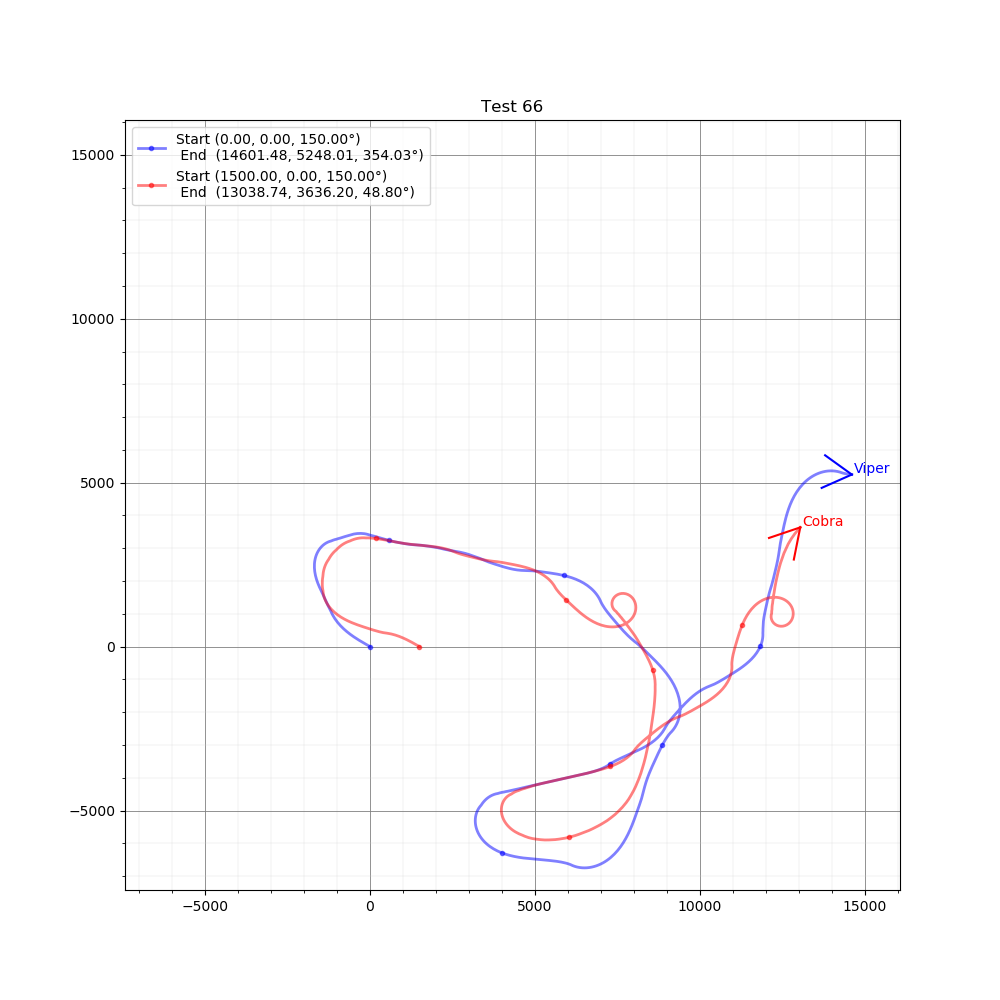 Test 66
Start (0.00, 0.00, 150.00°)
End (14601.48, 5248.01, 354.03°)
Start (1500.00, 0.00, 150.00°)
End (13038.74, 3636.20, 48.80°)
15000
10000
5000
0
−5000
Viper
Cobra
−5000
0
5000
10000
15000